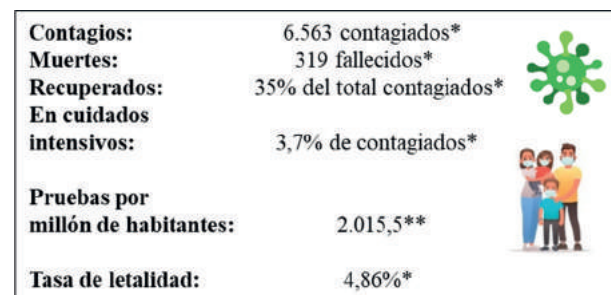 Contagios: 6.563 contagiados*
Muertes: 319 fallecidos*
Recuperados: 35% del total contagiados*
En cuidados
intensivos: 3,7% de contagiados*
Pruebas por
millón de habitantes: 2.015,5**
Tasa de letalidad: 4,86%*